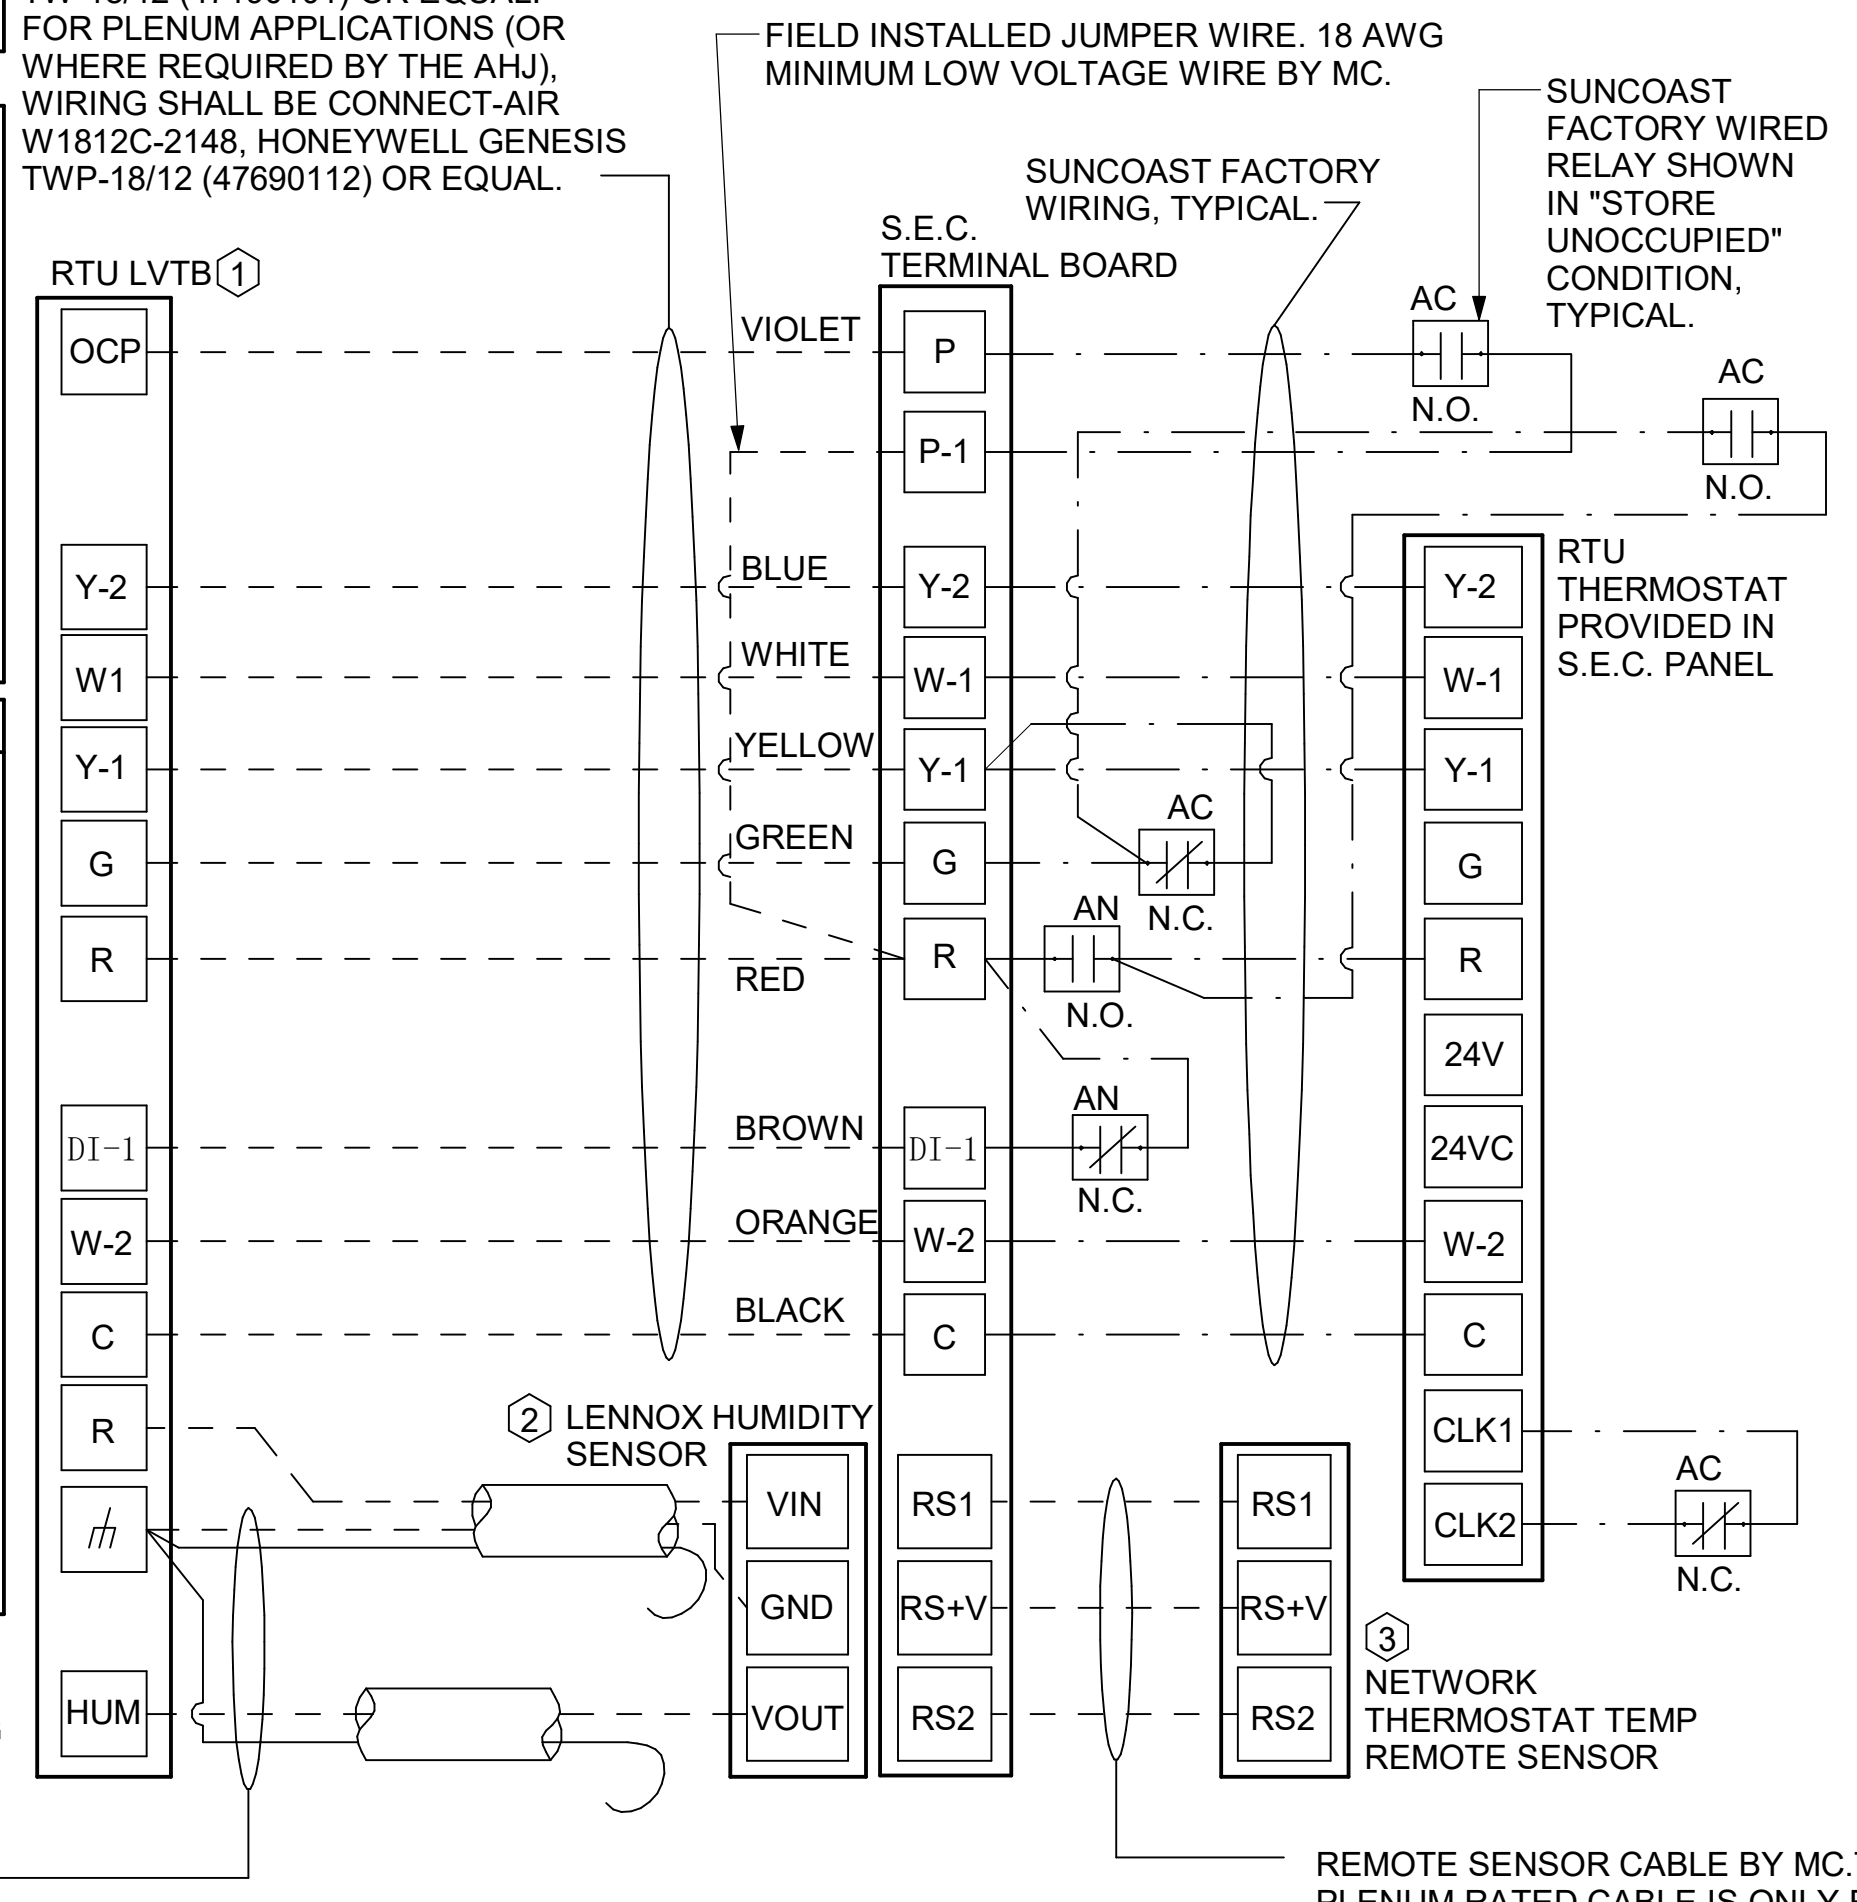 FOR PLENUM APPLICATIONS (OR
WHERE REQUIRED BY THE AHJ),
WIRING SHALL BE CONNECT-AIR
W1812C-2148, HONEYWELL GENESIS
TWP-18/12 (47690112) OR EQUAL.
FIELD INSTALLED JUMPER WIRE. 18 AWG
MINIMUM LOW VOLTAGE WIRE BY MC.
SUNCOAST FACTORY
WIRING, TYPICAL.
SUNCOAST
FACTORY WIRED
RELAY SHOWN
IN "STORE
UNOCCUPIED"
CONDITION,
TYPICAL.
RTU LVTB 1
OCP
Y-2
W1
Y-1
G
R
DI-1
W-2
C
R
HUM
VIOLET
BLUE
WHITE
YELLOW
GREEN
RED
BROWN
ORANGE
BLACK
S.E.C.
TERMINAL BOARD
P
P-1
Y-2
W-1
Y-1
G
R
DI-1
W-2
C
RS1
RS+V
RS2
AC
N.O.
AC
N.O.
AC
N.C.
AN
N.O.
AN
N.C.
RTU
THERMOSTAT
PROVIDED IN
S.E.C. PANEL
Y-2
W-1
Y-1
G
R
24V
24VC
W-2
C
CLK1
CLK2
AC
N.C.
2 LENNOX HUMIDITY
SENSOR
VIN
GND
VOUT
RS1
RS+V
RS2
3
NETWORK
THERMOSTAT TEMP
REMOTE SENSOR
REMOTE SENSOR CABLE BY MC.